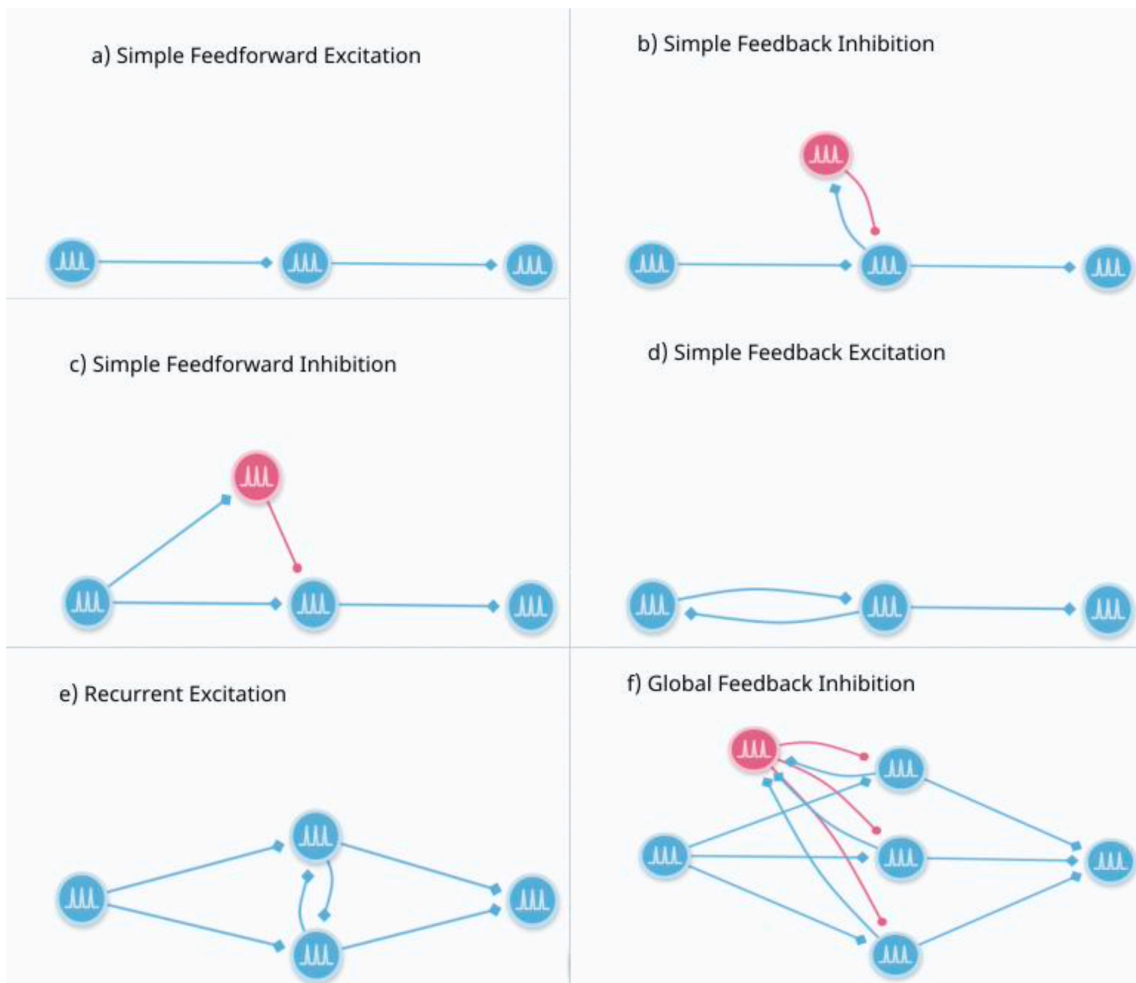 a) Simple Feedforward Excitation
b) Simple Feedback Inhibition
c) Simple Feedforward Inhibition
d) Simple Feedback Excitation
e) Recurrent Excitation
f) Global Feedback Inhibition